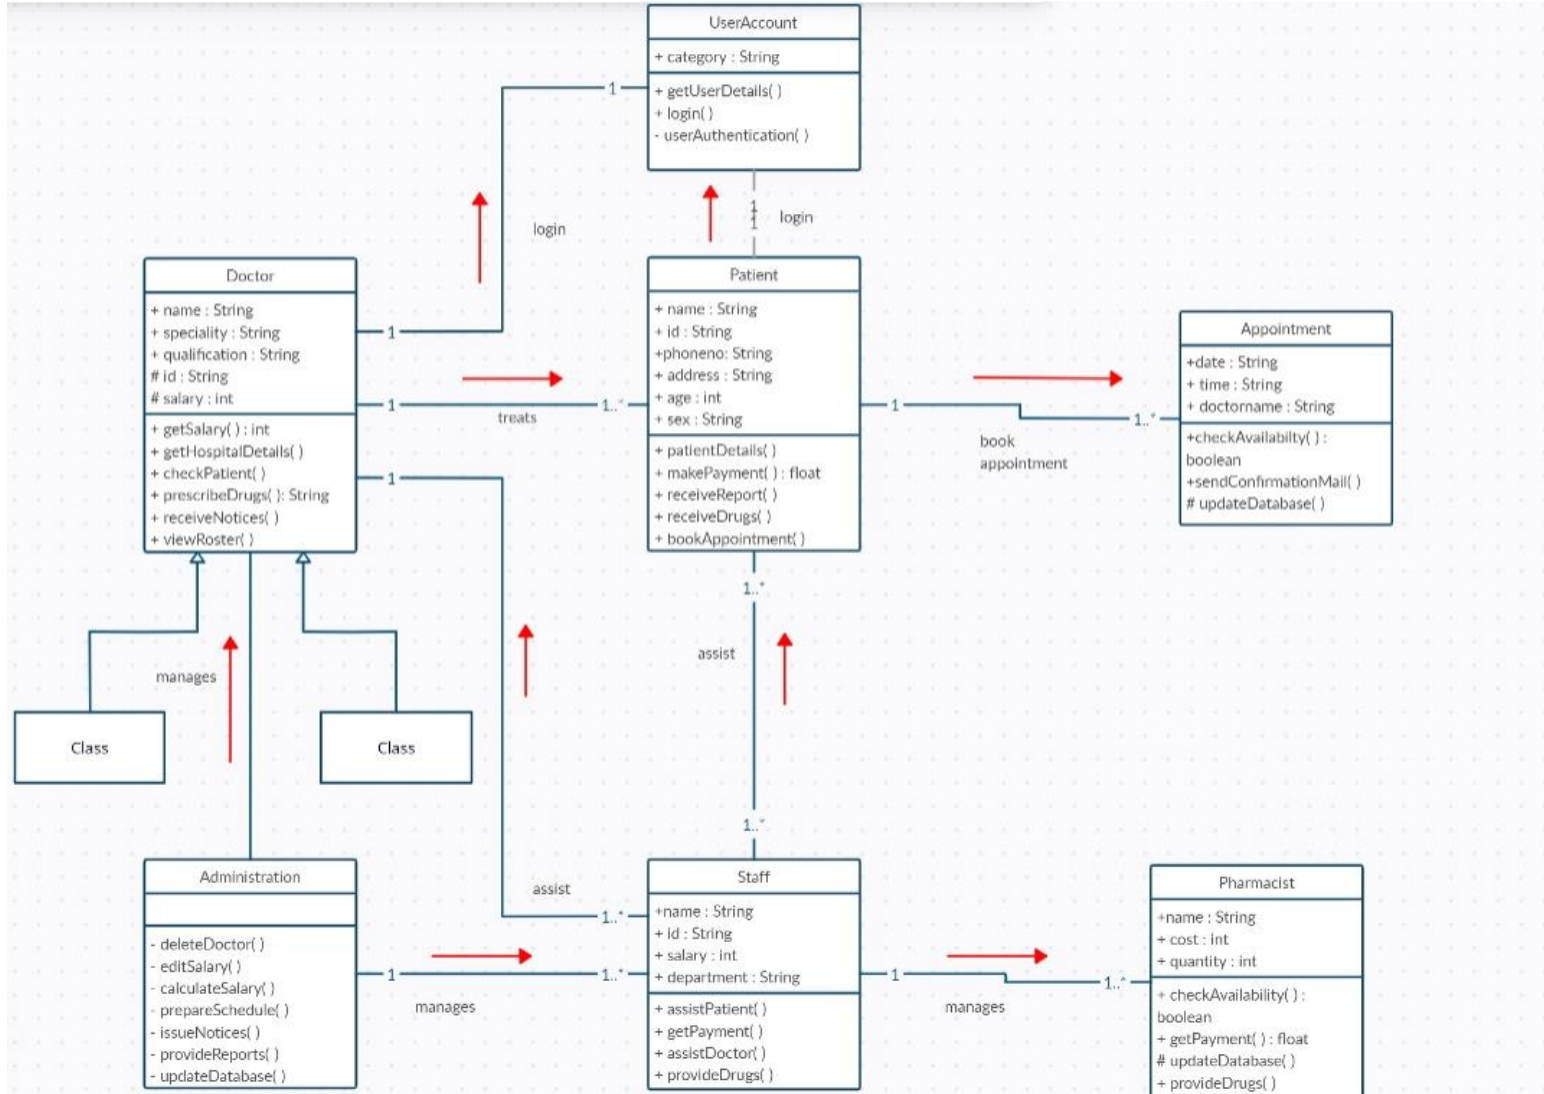 UserAccount
+ category : String
+ getUserDetails( )
+ login( )
- userAuthentication( )
1
1
1
login
login
Doctor
+ name : String
+ speciality : String
+ qualification : String
# id : String
# salary : int
+ getSalary( ) : int
+ getHospitalDetails( )
+ checkPatient( )
+ prescribeDrugs( ): String
+ receiveNotices( )
+ viewRoster( )
1
1
treats
1..*
1
Patient
+ name : String
+ id : String
+phoneno: String
+ address : String
+ age : int
+ sex : String
+ patientDetails( )
+ makePayment( ) : float
+ receiveReport( )
+ receiveDrugs( )
+ bookAppointment( )
1
book
appointment
1..*
Appointment
+date : String
+ time : String
+ doctorname : String
+checkAvailabilty( ) :
boolean
+sendConfirmationMail( )
# updateDatabase( )
1..*
assist
1..*
manages
Class
Class
Administration
- deleteDoctor( )
- editSalary( )
- calculateSalary( )
- prepareSchedule( )
- issueNotices( )
- provideReports( )
- updateDatabase( )
assist
1..*
1
manages
1..*
Staff
+name : String
+ id : String
+ salary : int
+ department : String
+ assistPatient( )
+ getPayment( )
+ assistDoctor( )
+ provideDrugs( )
1
manages
1..*
Pharmacist
+name : String
+ cost : int
+ quantity : int
+ checkAvailability( ) :
boolean
+ getPayment( ) : float
# updateDatabase( )
+ provideDrugs( )